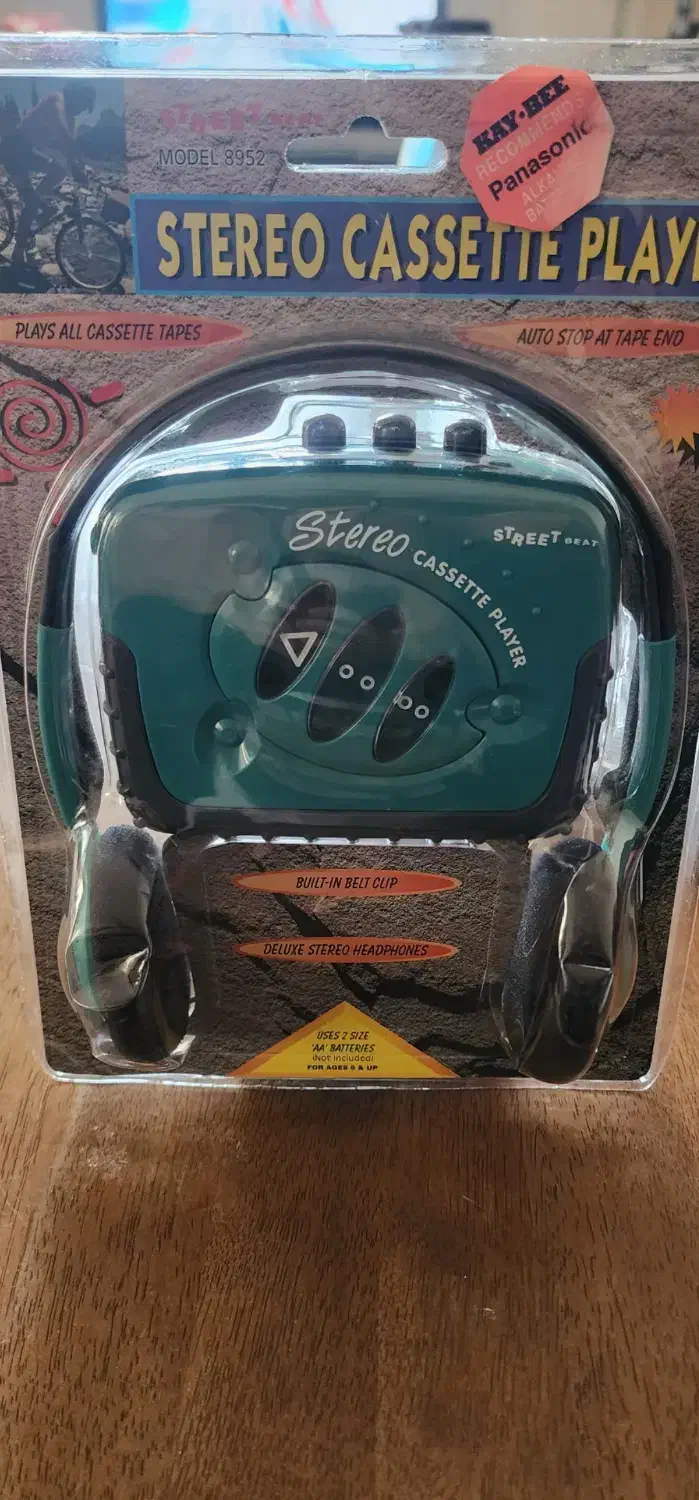 STREET BEAT
MODEL 8952
KAY·BEE
RECOMMENDS
Panasonic
STEREO CASSETTE
PLAYS ALL CASSETTE TAPES
AUTO STOP AT TAPE END
Stereo CASSETTE PLAYER
STREET BEAT
BUILT-IN BELT CLIP
DELUXE STEREO HEADPHONES
USES 2 SIZE
'AA' BATTERIES
(Not Included)
FOR AGES 8 & UP